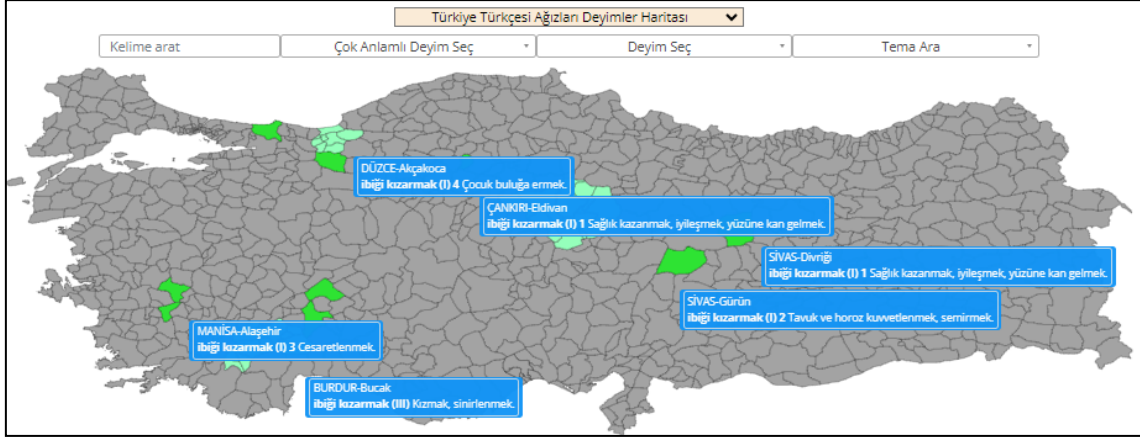 Türkiye Türkçesi Ağızları Deyimler Haritası
Kelime arat
Çok Anlamlı Deyim Seç
Deyim Seç
Tema Ara
DÜZCE-Akçakoca
ibiği kızarmak (I) 4 Çocuk buluğa ermek.
ÇANKIRI-Eldivan
ibiği kızarmak (I) 1 Sağlık kazanmak, iyileşmek, yüzüne kan gelmek.
SİVAS-Divriği
ibiği kızarmak (I) 1 Sağlık kazanmak, iyileşmek, yüzüne kan gelmek.
SİVAS-Gürün
ibiği kızarmak (I) 2 Tavuk ve horoz kuvvetlenmek, semirmek.
MANİSA-Alaşehir
ibiği kızarmak (I) 3 Cesaretlenmek.
BURDUR-Bucak
ibiği kızarmak (III) Kızmak, sinirlenmek.